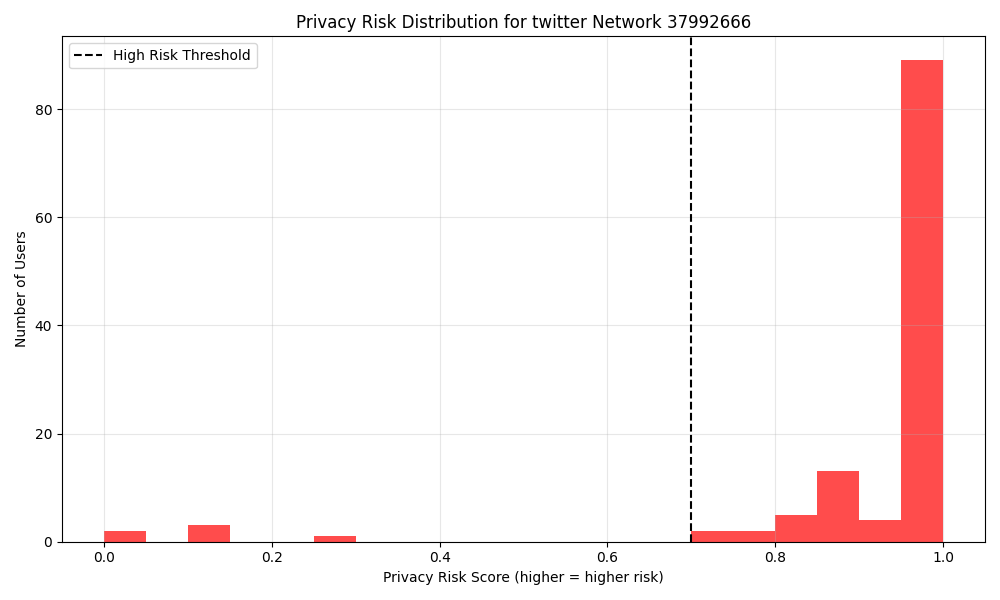 Privacy Risk Distribution for twitter Network 37992666
High Risk Threshold
80
60
40
20
0
Number of Users
0.0 0.2 0.4 0.6 0.8 1.0
Privacy Risk Score (higher = higher risk)